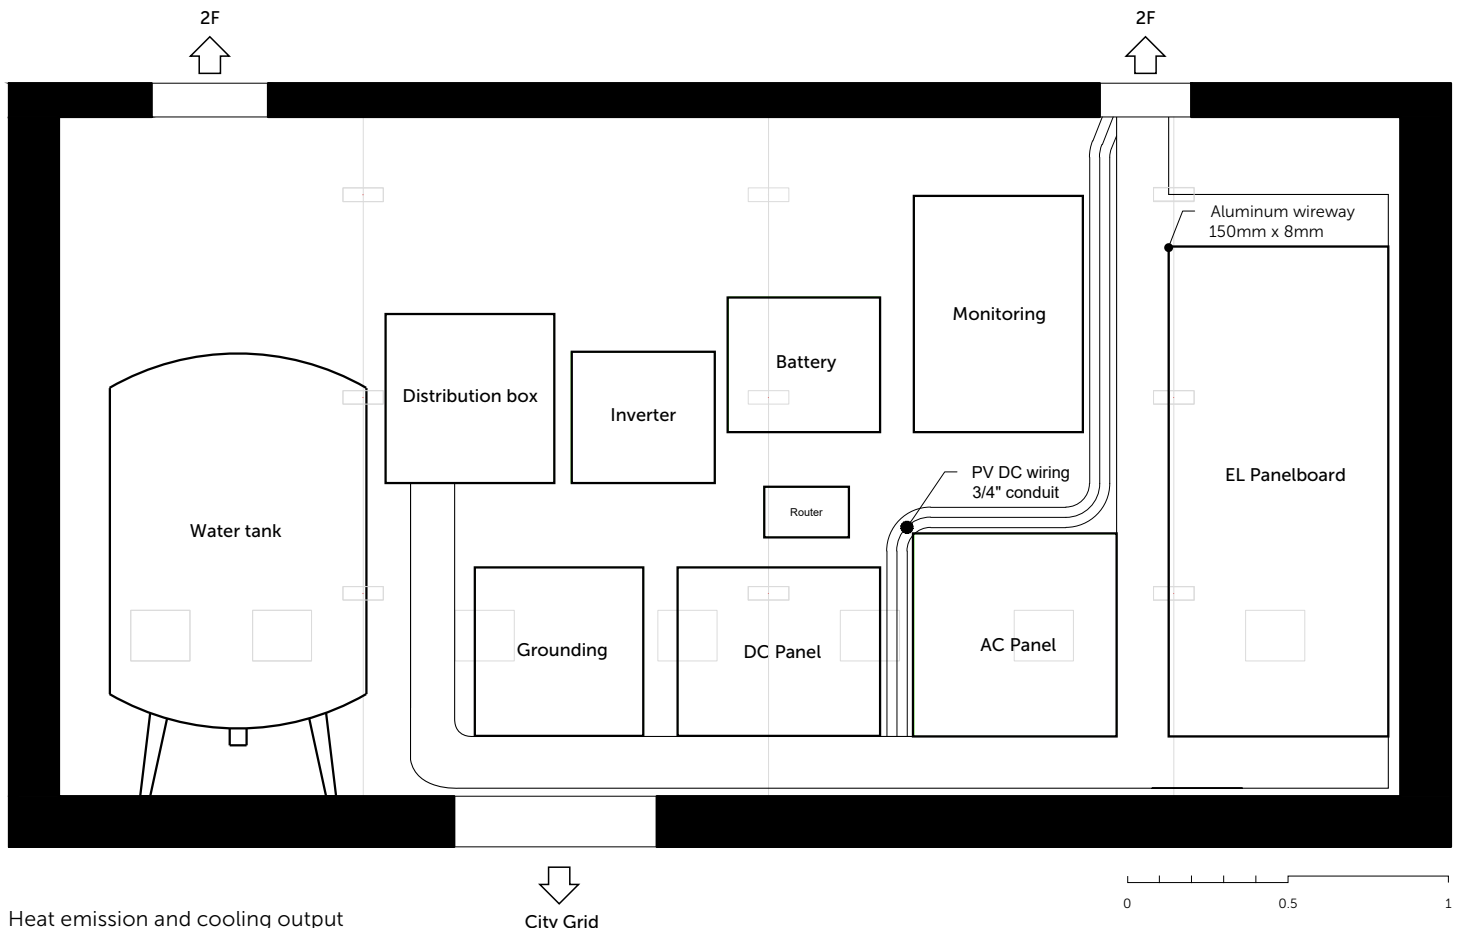 2F
2F
Aluminum wireway
150mm x 8mm
Monitoring
Battery
Distribution box
Inverter
PV DC wiring
3/4" conduit
EL Panelboard
Router
Water tank
Grounding
DC Panel
AC Panel
0
0.5
1
Heat emission and cooling output
City Grid